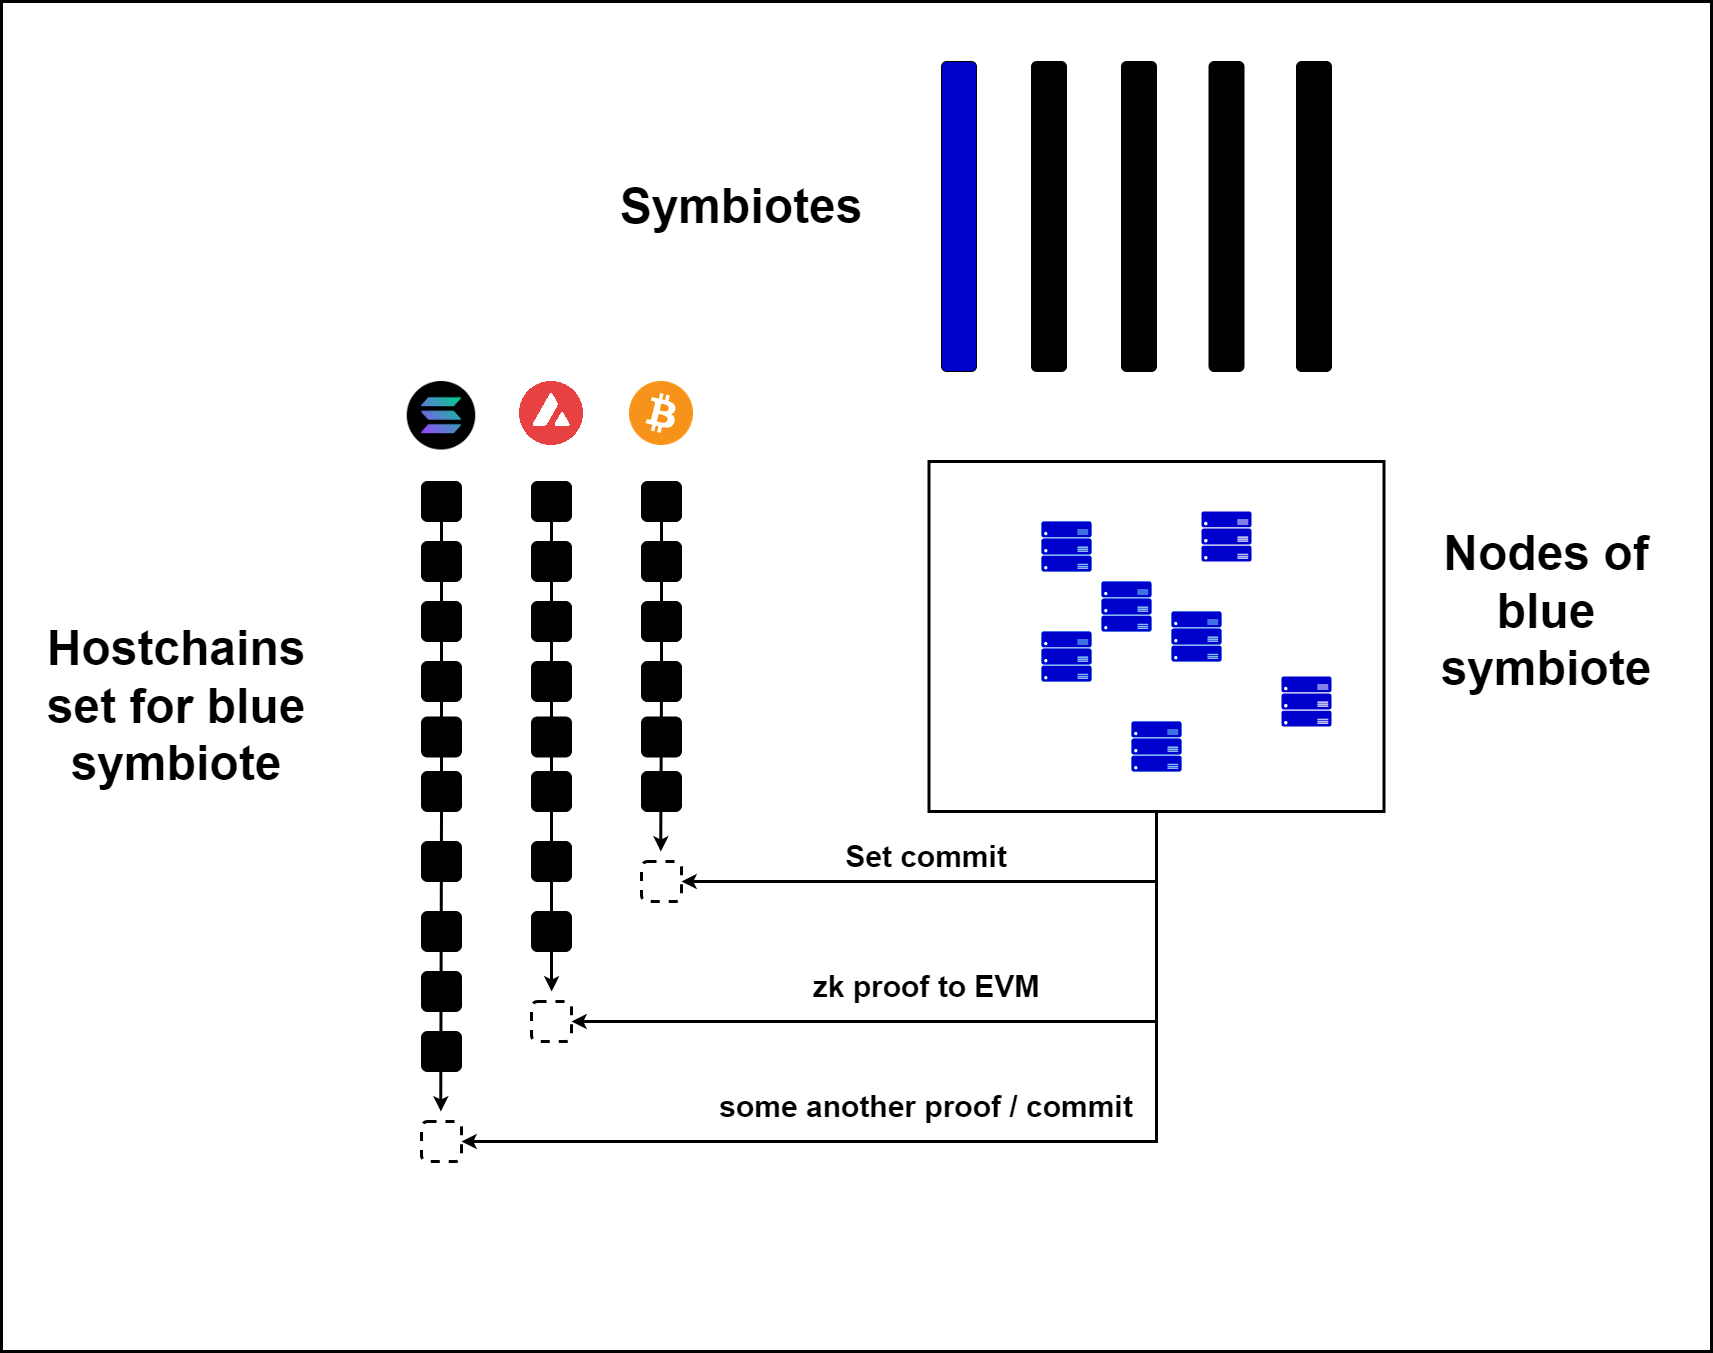 Symbiotes
Hostchains
set for blue
symbiote
Nodes of
blue
symbiote
Set commit
zk proof to EVM
some another proof / commit